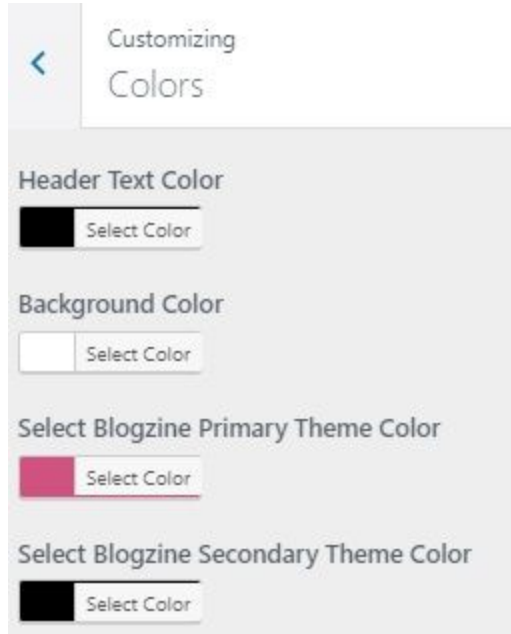 Customizing
Colors
Header Text Color
Select Color
Background Color
Select Color
Select Blogzine Primary Theme Color
Select Color
Select Blogzine Secondary Theme Color
Select Color